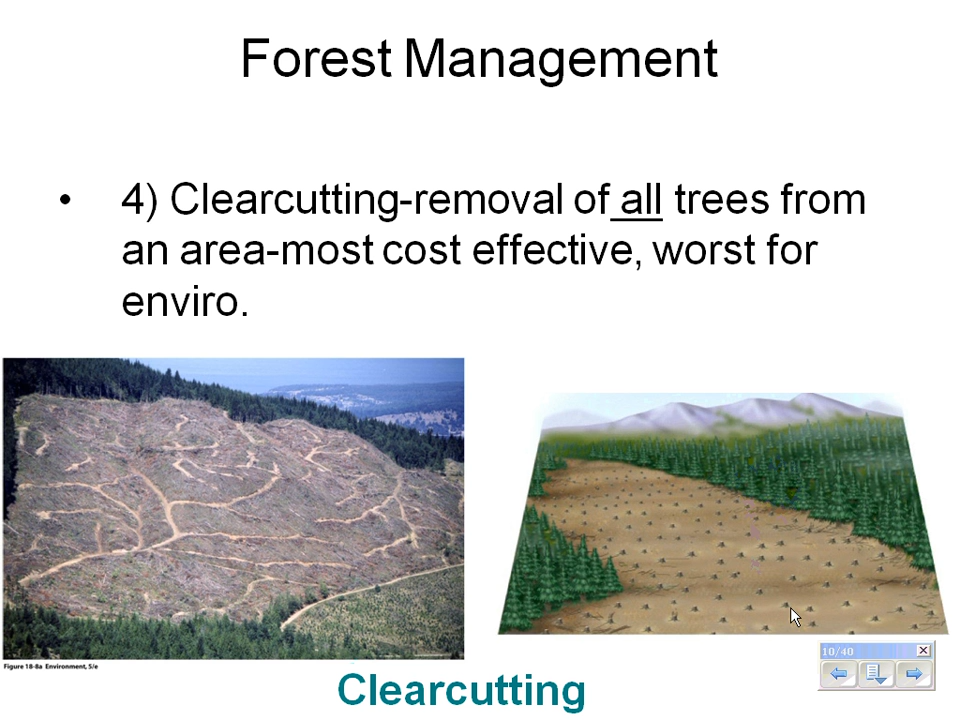 Forest Management
• 4) Clearcutting-removal of all trees from
an area-most cost effective, worst for
enviro.
Figure 18-8a Environment, 5/e
10/40
Clearcutting